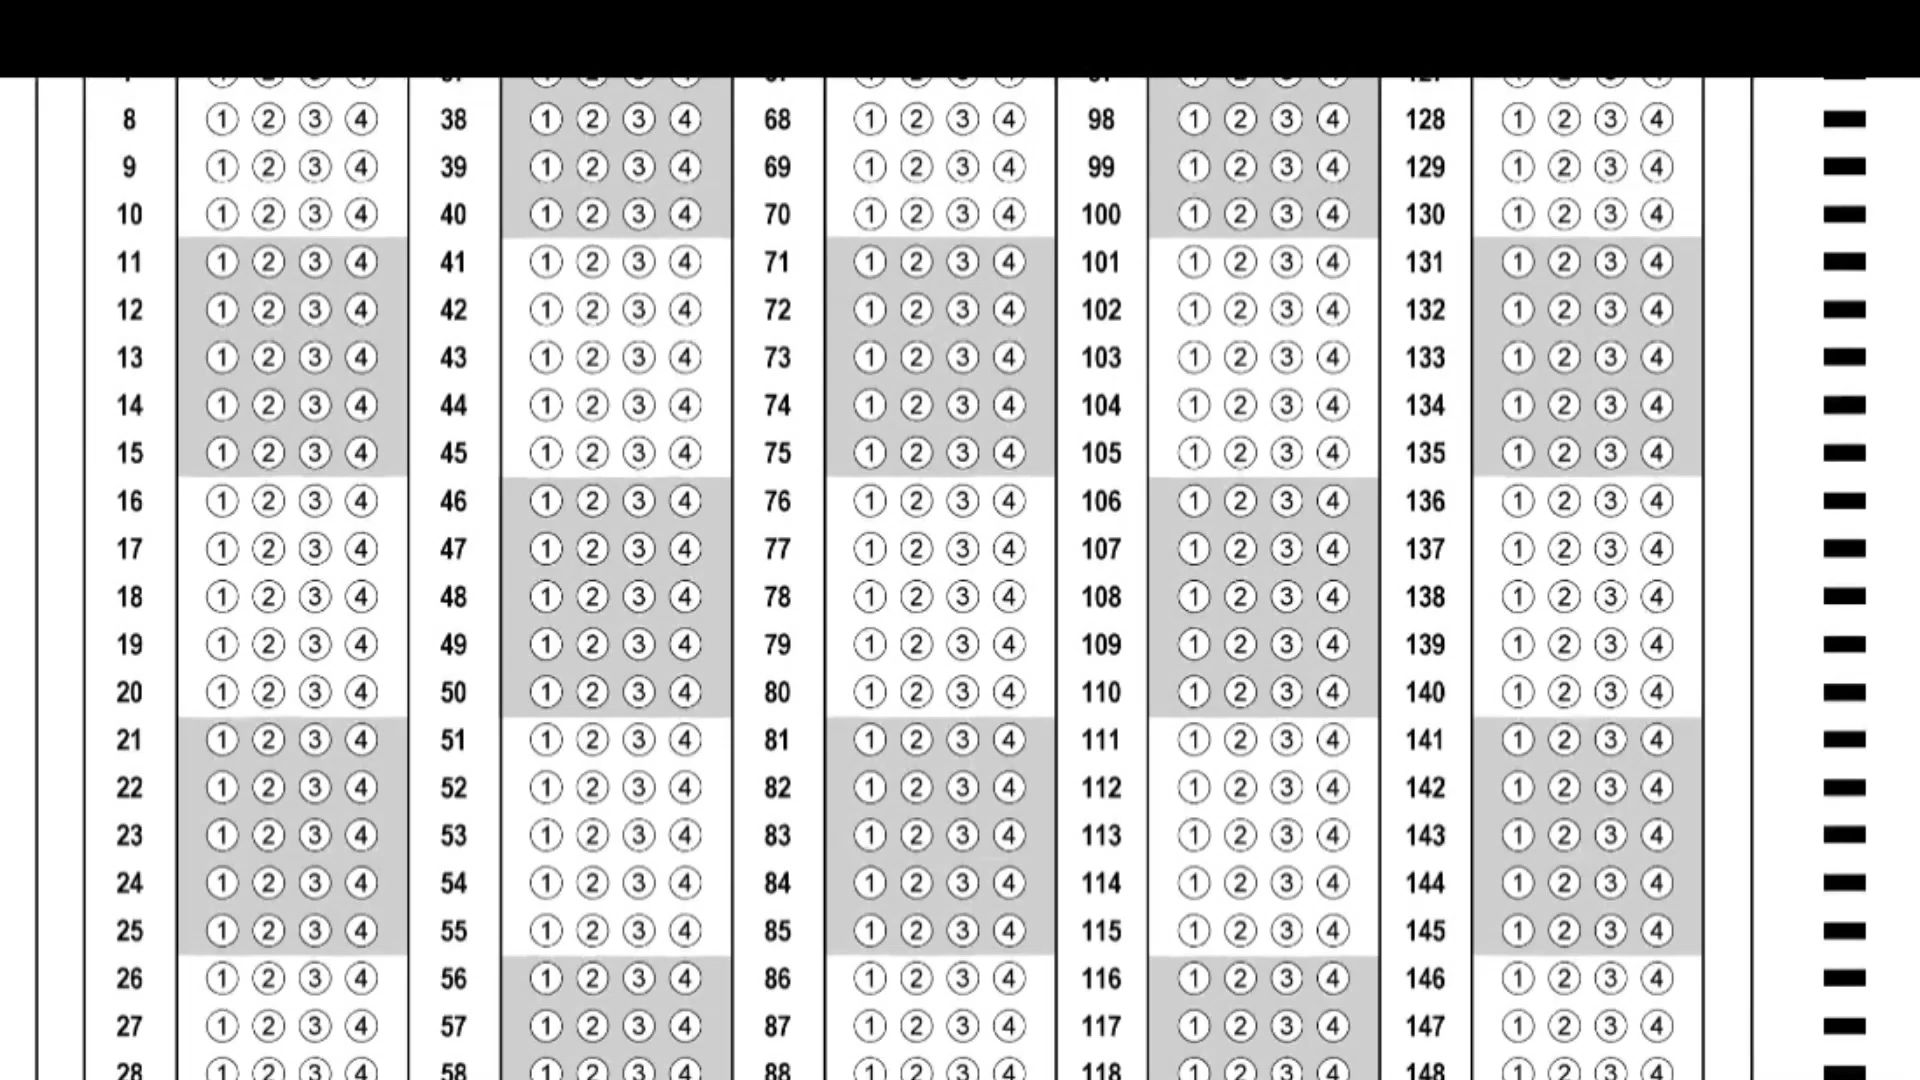 8 ① ② ③ ④ 38 ① ② ③ ④ 68 ① ② ③ ④ 98 ① ② ③ ④ 128 ① ② ③ ④
9 ① ② ③ ④ 39 ① ② ③ ④ 69 ① ② ③ ④ 99 ① ② ③ ④ 129 ① ② ③ ④
10 ① ② ③ ④ 40 ① ② ③ ④ 70 ① ② ③ ④ 100 ① ② ③ ④ 130 ① ② ③ ④
11 ① ② ③ ④ 41 ① ② ③ ④ 71 ① ② ③ ④ 101 ① ② ③ ④ 131 ① ② ③ ④
12 ① ② ③ ④ 42 ① ② ③ ④ 72 ① ② ③ ④ 102 ① ② ③ ④ 132 ① ② ③ ④
13 ① ② ③ ④ 43 ① ② ③ ④ 73 ① ② ③ ④ 103 ① ② ③ ④ 133 ① ② ③ ④
14 ① ② ③ ④ 44 ① ② ③ ④ 74 ① ② ③ ④ 104 ① ② ③ ④ 134 ① ② ③ ④
15 ① ② ③ ④ 45 ① ② ③ ④ 75 ① ② ③ ④ 105 ① ② ③ ④ 135 ① ② ③ ④
16 ① ② ③ ④ 46 ① ② ③ ④ 76 ① ② ③ ④ 106 ① ② ③ ④ 136 ① ② ③ ④
17 ① ② ③ ④ 47 ① ② ③ ④ 77 ① ② ③ ④ 107 ① ② ③ ④ 137 ① ② ③ ④
18 ① ② ③ ④ 48 ① ② ③ ④ 78 ① ② ③ ④ 108 ① ② ③ ④ 138 ① ② ③ ④
19 ① ② ③ ④ 49 ① ② ③ ④ 79 ① ② ③ ④ 109 ① ② ③ ④ 139 ① ② ③ ④
20 ① ② ③ ④ 50 ① ② ③ ④ 80 ① ② ③ ④ 110 ① ② ③ ④ 140 ① ② ③ ④
21 ① ② ③ ④ 51 ① ② ③ ④ 81 ① ② ③ ④ 111 ① ② ③ ④ 141 ① ② ③ ④
22 ① ② ③ ④ 52 ① ② ③ ④ 82 ① ② ③ ④ 112 ① ② ③ ④ 142 ① ② ③ ④
23 ① ② ③ ④ 53 ① ② ③ ④ 83 ① ② ③ ④ 113 ① ② ③ ④ 143 ① ② ③ ④
24 ① ② ③ ④ 54 ① ② ③ ④ 84 ① ② ③ ④ 114 ① ② ③ ④ 144 ① ② ③ ④
25 ① ② ③ ④ 55 ① ② ③ ④ 85 ① ② ③ ④ 115 ① ② ③ ④ 145 ① ② ③ ④
26 ① ② ③ ④ 56 ① ② ③ ④ 86 ① ② ③ ④ 116 ① ② ③ ④ 146 ① ② ③ ④
27 ① ② ③ ④ 57 ① ② ③ ④ 87 ① ② ③ ④ 117 ① ② ③ ④ 147 ① ② ③ ④
28 ① ② ③ ④ 58 ① ② ③ ④ 88 ① ② ③ ④ 118 ① ② ③ ④ 148 ① ② ③ ④